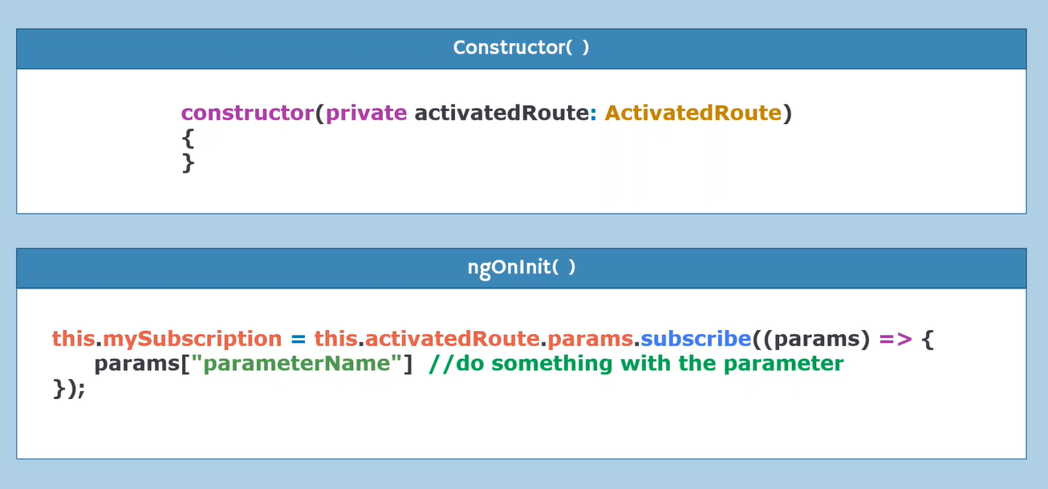 Constructor( )
constructor(private activatedRoute: ActivatedRoute)
{
}
ngOnInit( )
this.mySubscription = this.activatedRoute.params.subscribe((params) => {
params["parameterName"] //do something with the parameter
});